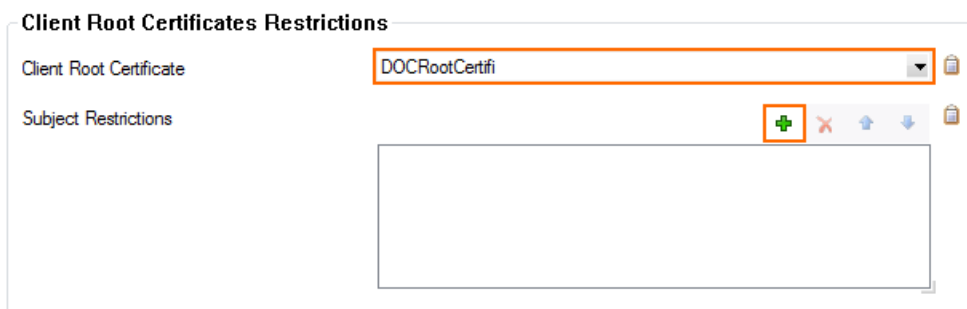 Client Root Certificates Restrictions
Client Root Certificate
DOCRootCertifi
Subject Restrictions